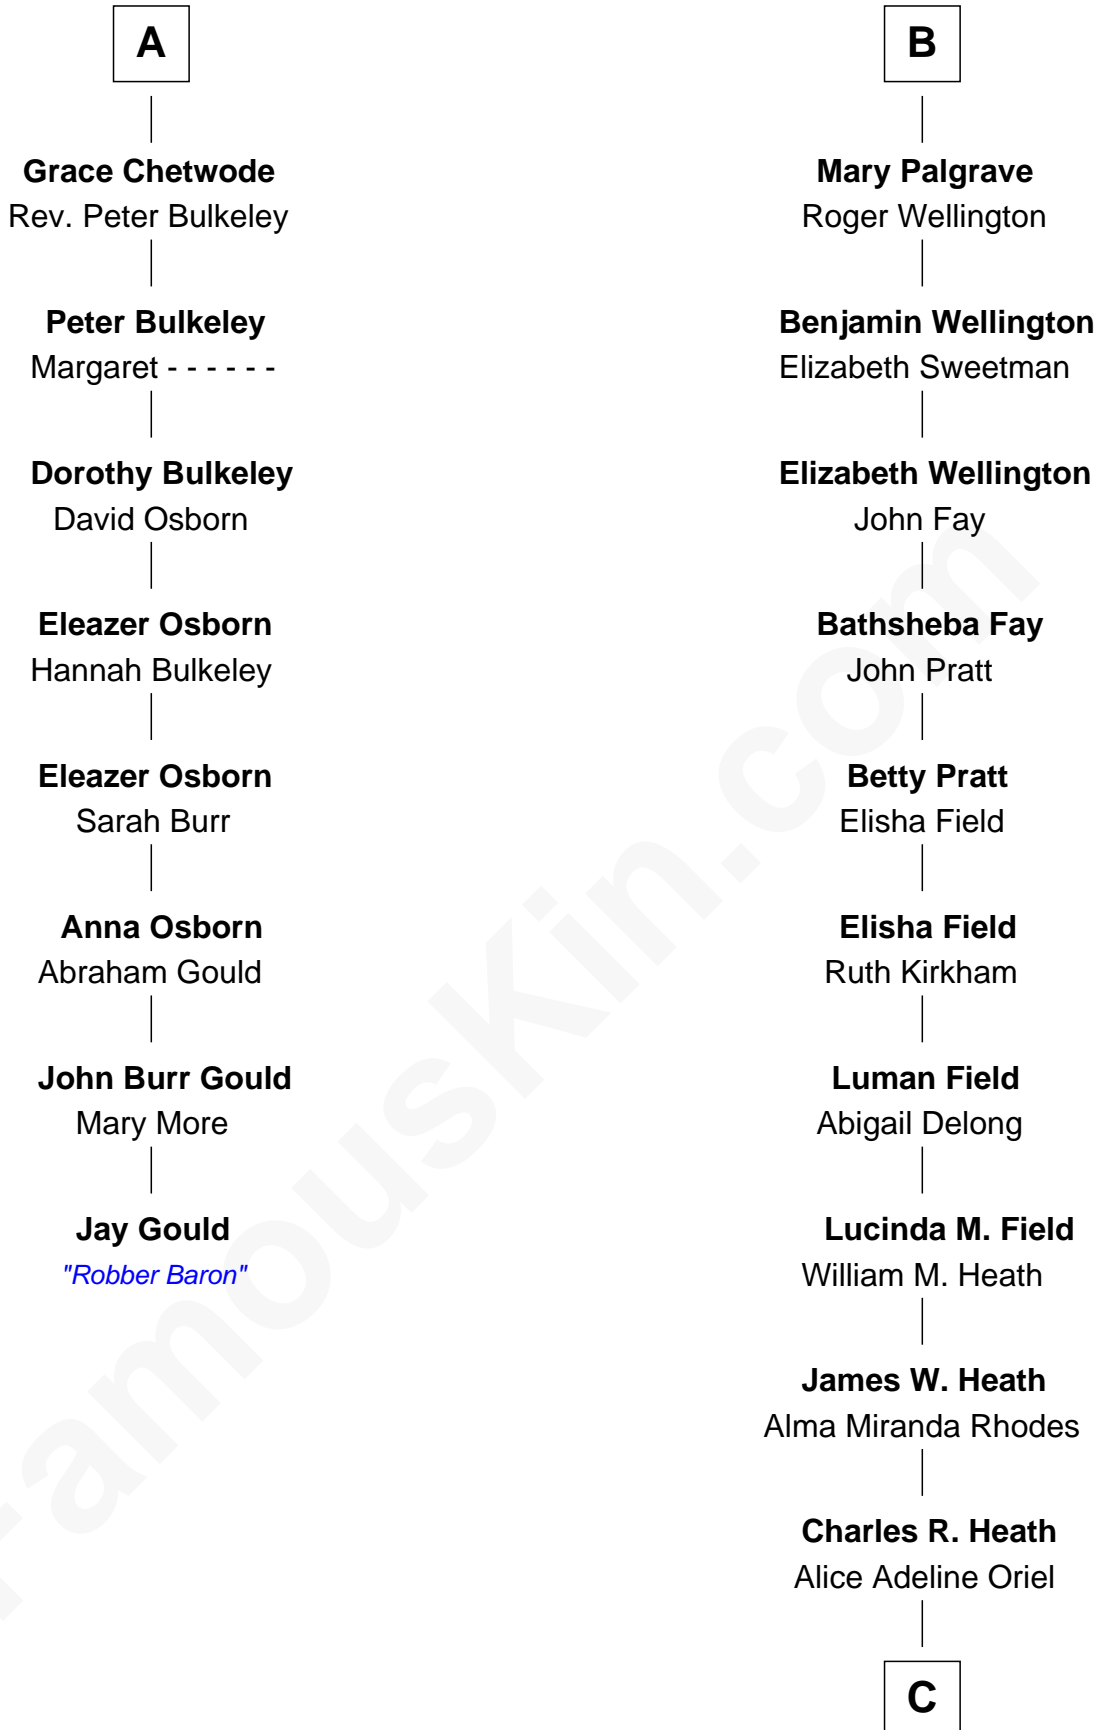 A
Grace Chetwode
Rev. Peter Bulkeley
Peter Bulkeley
Margaret - - - - - -
Dorothy Bulkeley
David Osborn
Eleazer Osborn
Hannah Bulkeley
Eleazer Osborn
Sarah Burr
Anna Osborn
Abraham Gould
John Burr Gould
Mary More
Jay Gould
"Robber Baron"
B
Mary Palgrave
Roger Wellington
Benjamin Wellington
Elizabeth Sweetman
Elizabeth Wellington
John Fay
Bathsheba Fay
John Pratt
Betty Pratt
Elisha Field
Elisha Field
Ruth Kirkham
Luman Field
Abigail Delong
Lucinda M. Field
William M. Heath
James W. Heath
Alma Miranda Rhodes
Charles R. Heath
Alice Adeline Oriel
C
FamousKin.com